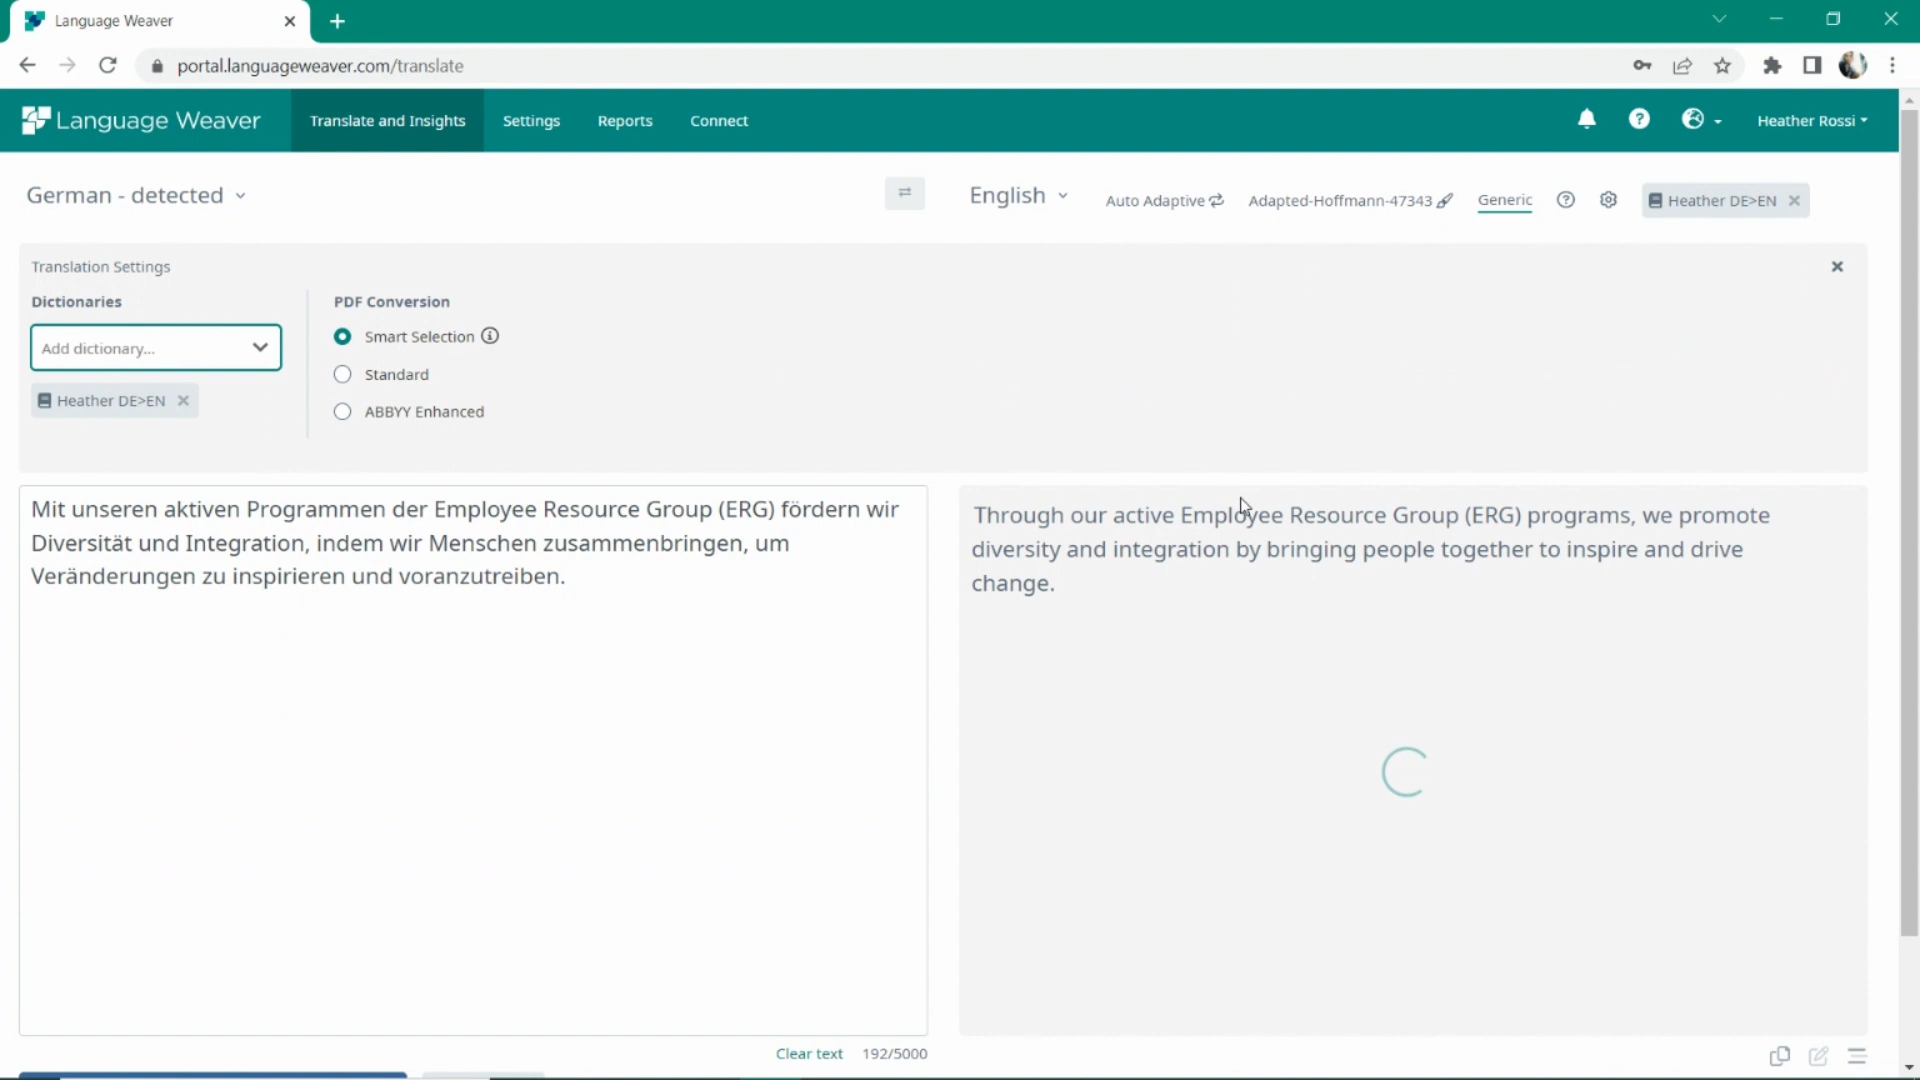 Language Weaver
portal.languageweaver.com/translate
Language Weaver
Translate and Insights
Settings
Reports
Connect
Heather Rossi
German - detected
English
Auto Adaptive
Adapted-Hoffmann-47343
Generic
Heather DE>EN
Translation Settings
Dictionaries
Add dictionary...
Heather DE>EN
PDF Conversion
Smart Selection
Standard
ABBYY Enhanced
Mit unseren aktiven Programmen der Employee Resource Group (ERG) fördern wir
Diversität und Integration, indem wir Menschen zusammenbringen, um
Veränderungen zu inspirieren und voranzutreiben.
Through our active Employee Resource Group (ERG) programs, we promote
diversity and integration by bringing people together to inspire and drive
change.
Clear text
192/5000